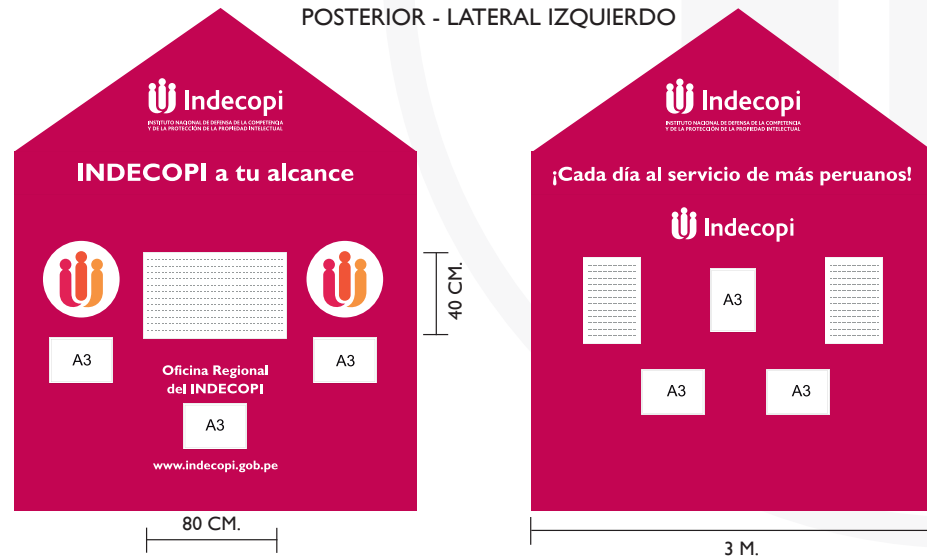 POSTERIOR - LATERAL IZQUIERDO
Indecopi
INSTITUTO NACIONAL DE DEFENSA DE LA COMPETENCIA
Y DE LA PROTECCIÓN DE LA PROPIEDAD INTELECTUAL
INDECOPI a tu alcance
A3
A3
Oficina Regional
del INDECOPI
A3
www.indecopi.gob.pe
80 CM.
40 CM.
Indecopi
INSTITUTO NACIONAL DE DEFENSA DE LA COMPETENCIA
Y DE LA PROTECCIÓN DE LA PROPIEDAD INTELECTUAL
¡Cada día al servicio de más peruanos!
Indecopi
A3
A3
A3
3 M.